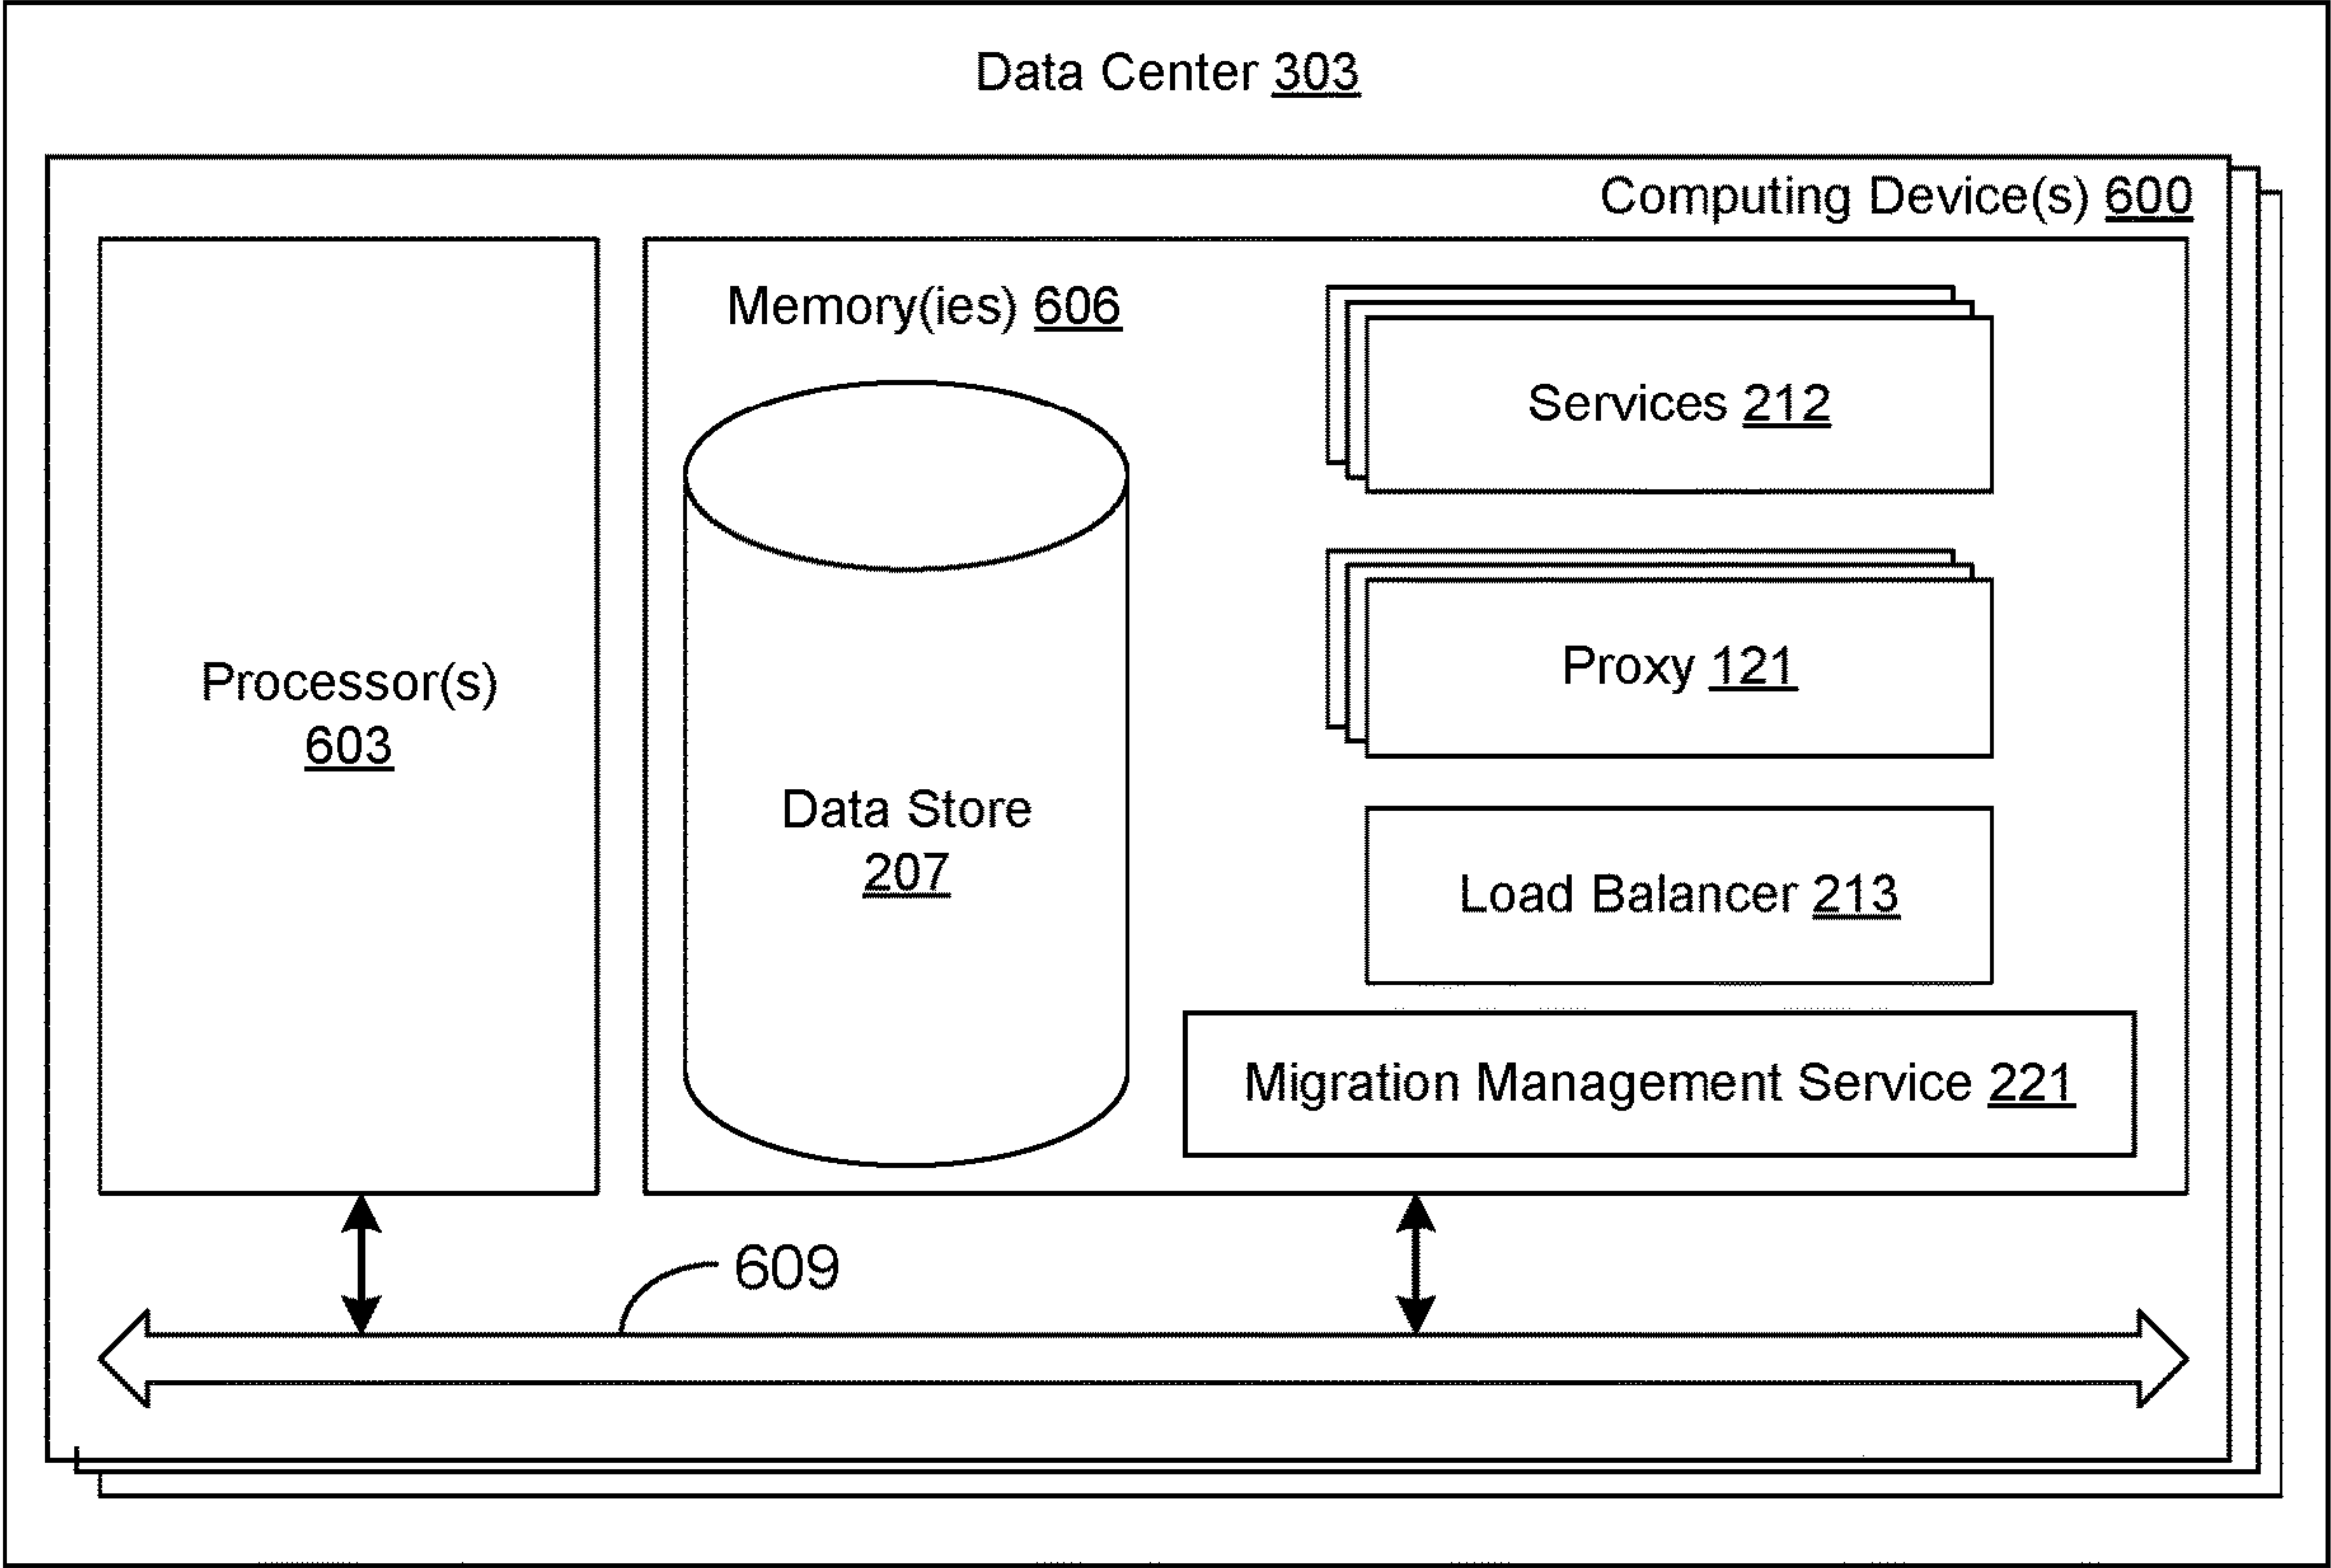 Data Center 303
Computing Device(s) 600
Memory(ies) 606
Services 212
Proxy 121
Processor(s)
603
Data Store
207
Load Balancer 213
Migration Management Service 221
609